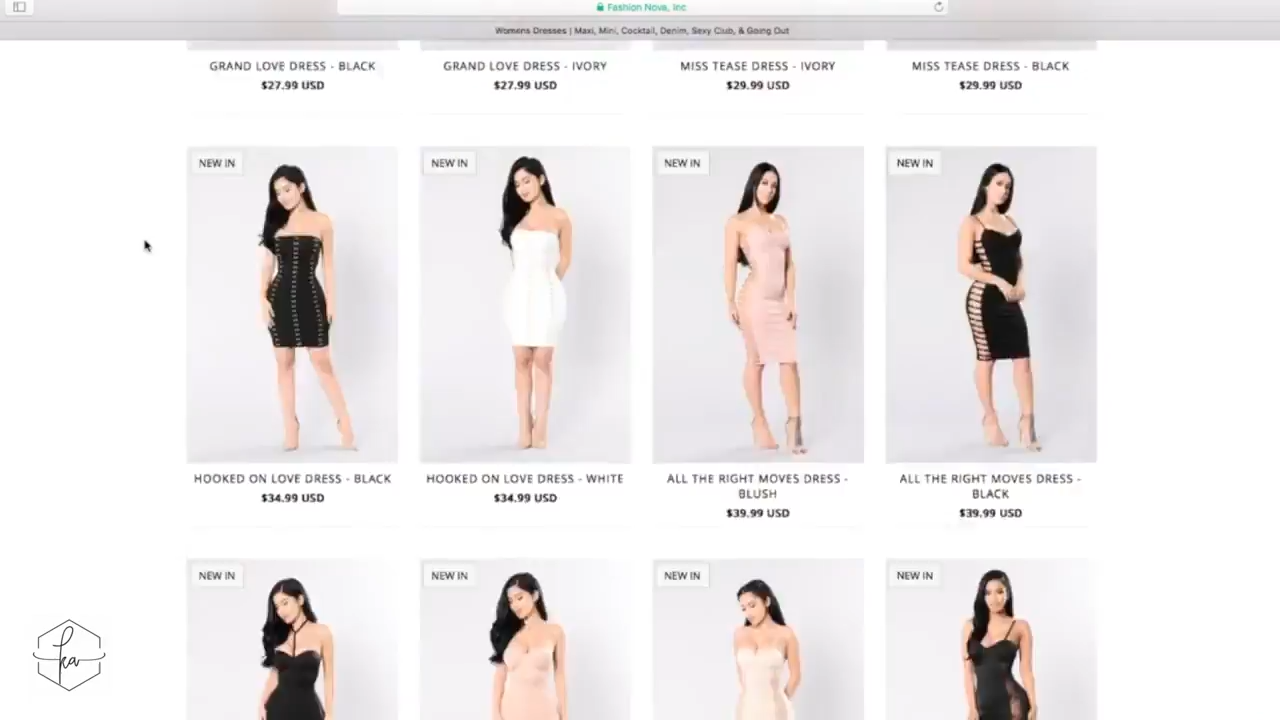 Fashion Nova, Inc
Womens Dresses | Maxi, Mini, Cocktail, Denim, Sexy Club, & Going Out
GRAND LOVE DRESS - BLACK
$27.99 USD
GRAND LOVE DRESS - IVORY
$27.99 USD
MISS TEASE DRESS - IVORY
$29.99 USD
MISS TEASE DRESS - BLACK
$29.99 USD
NEW IN
NEW IN
NEW IN
NEW IN
HOOKED ON LOVE DRESS - BLACK
$34.99 USD
HOOKED ON LOVE DRESS - WHITE
$34.99 USD
ALL THE RIGHT MOVES DRESS -
BLUSH
$39.99 USD
ALL THE RIGHT MOVES DRESS -
BLACK
$39.99 USD
NEW IN
NEW IN
NEW IN
NEW IN
ka